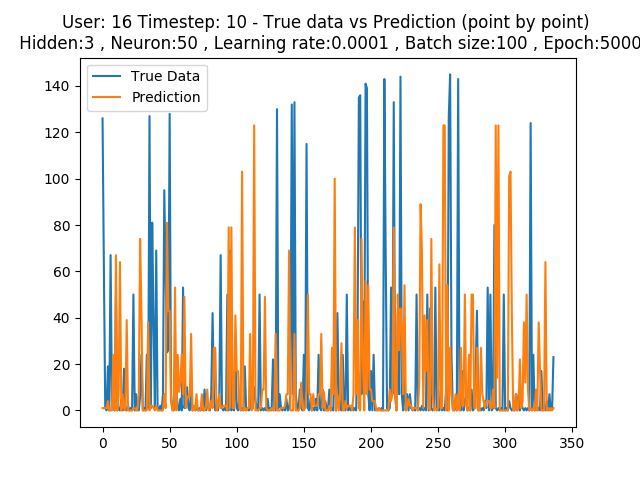 User: 16 Timestep: 10 - True data vs Prediction (point by point)
Hidden:3 , Neuron:50 , Learning rate:0.0001 , Batch size:100 , Epoch:5000
True Data
Prediction
140
120
100
80
60
40
20
0
0 50 100 150 200 250 300 350